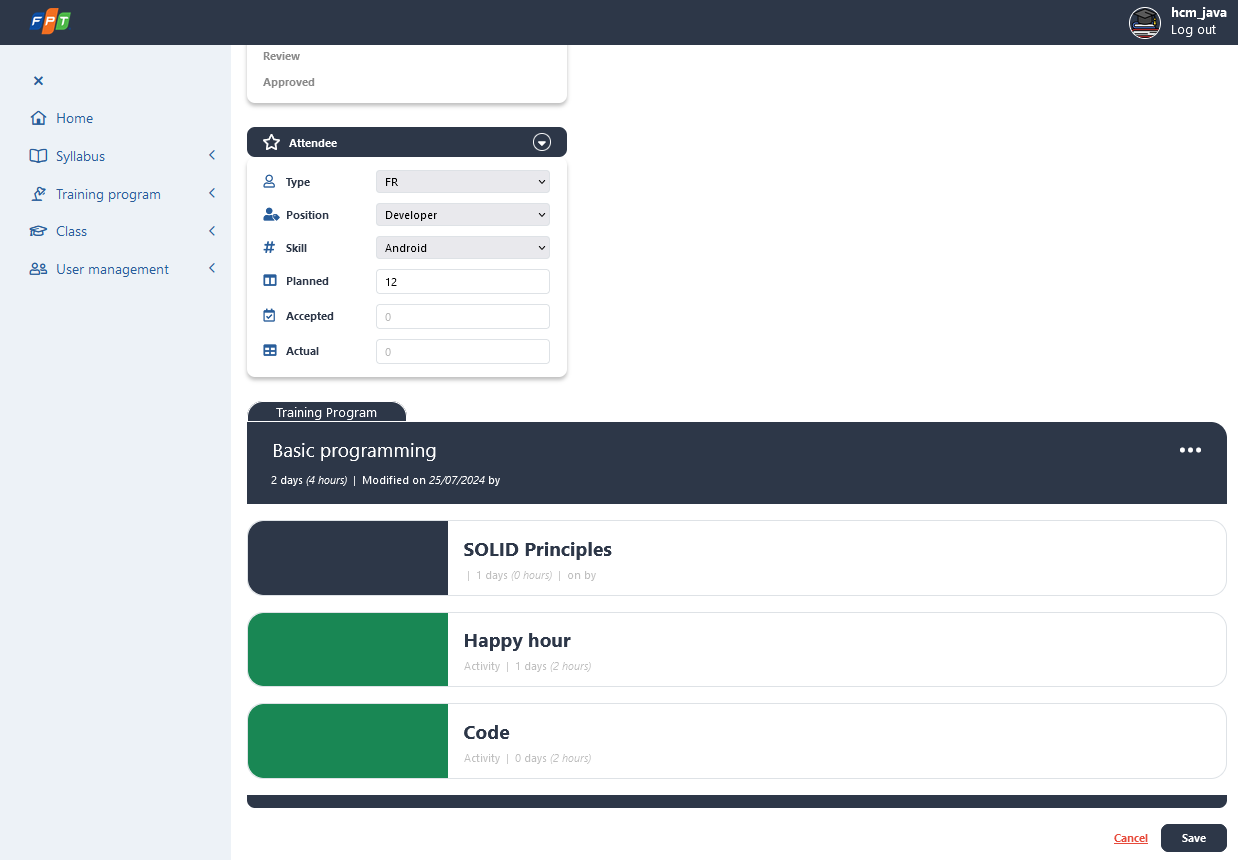 FPT
hcm_java
Log out
Home
Syllabus
Training program
Class
User management
Review
Approved
Attendee
Type FR
Position Developer
Skill Android
Planned 12
Accepted 0
Actual 0
Training Program
Basic programming
2 days (4 hours) | Modified on 25/07/2024 by
SOLID Principles
| 1 days (0 hours) | on by
Happy hour
Activity | 1 days (2 hours)
Code
Activity | 0 days (2 hours)
Cancel Save